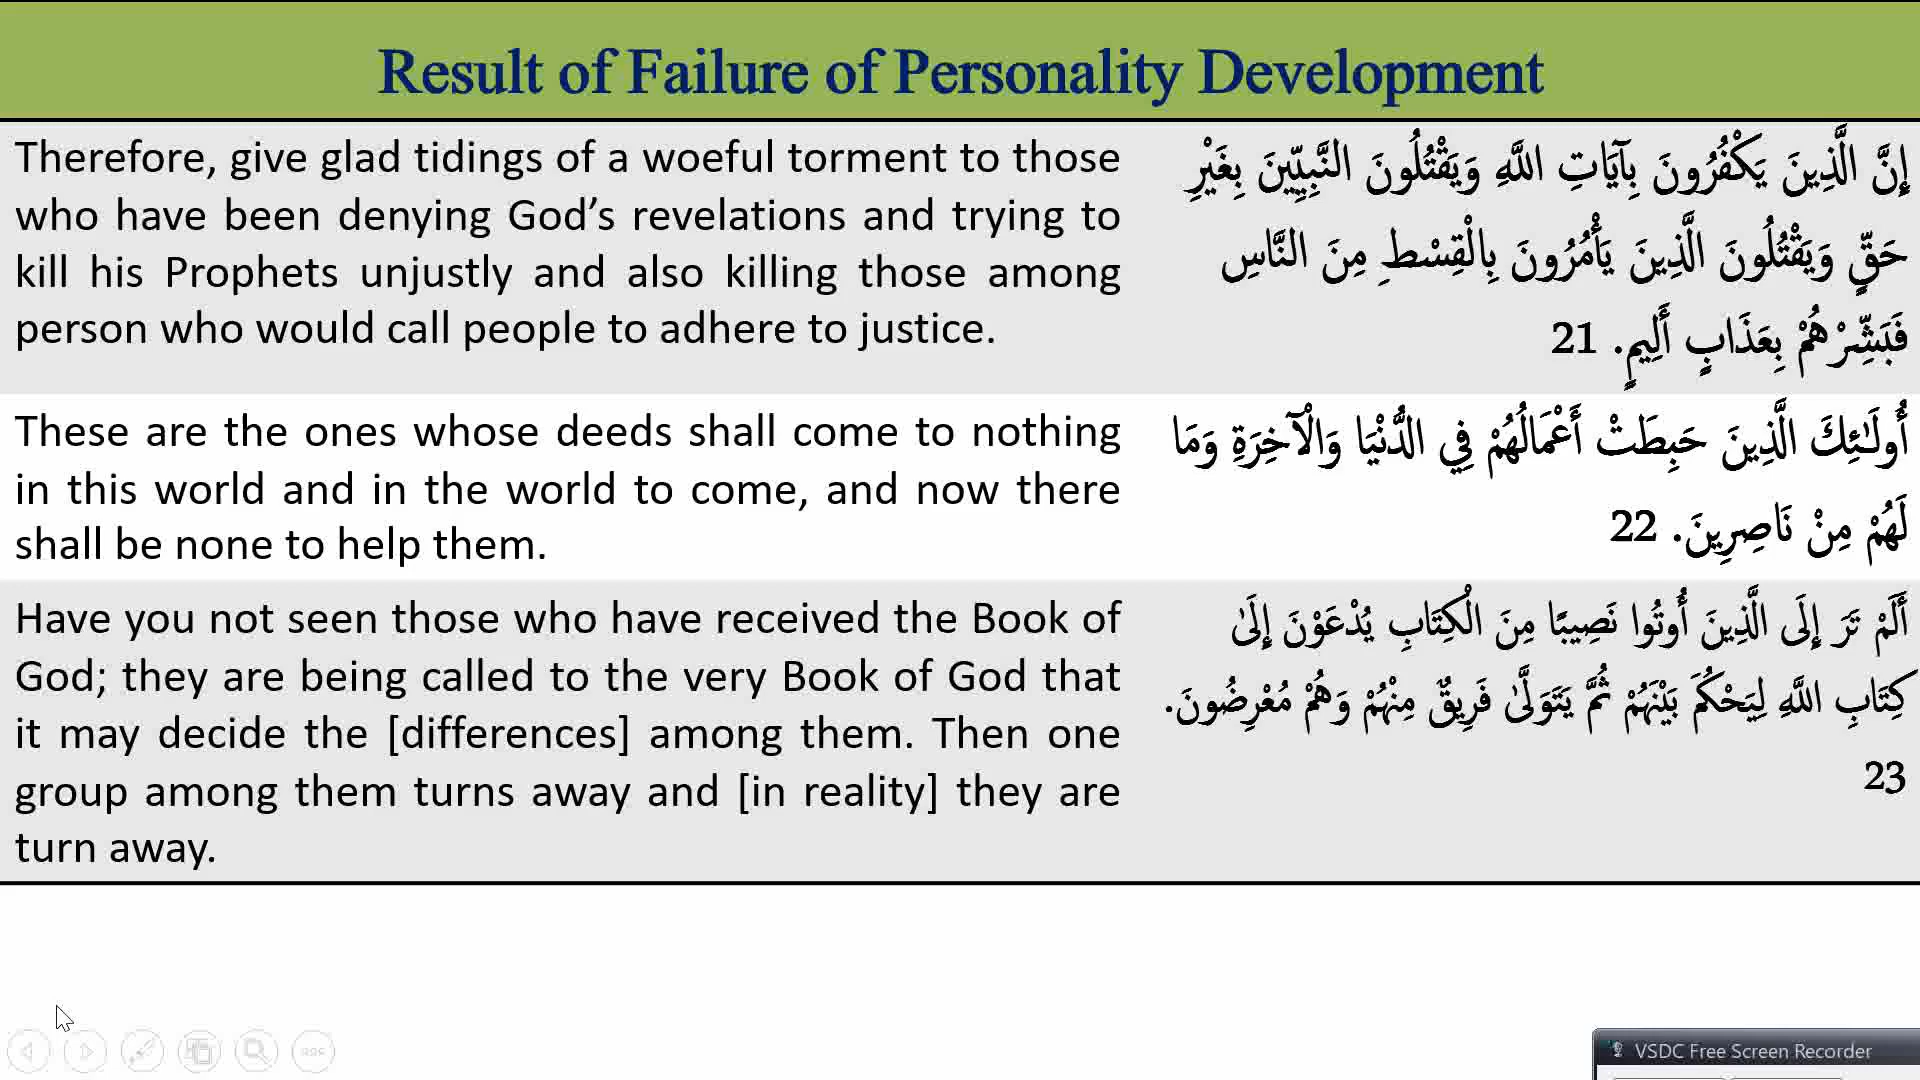 Result of Failure of Personality Development
Therefore, give glad tidings of a woeful torment to those
who have been denying God’s revelations and trying to
kill his Prophets unjustly and also killing those among
person who would call people to adhere to justice.
إِنَّ الَّذِينَ يَكْفُرُونَ بِآيَاتِ اللَّهِ وَيَقْتُلُونَ النَّبِيِّينَ بِغَيْرِ
حَقٍّ وَيَقْتُلُونَ الَّذِينَ يَأْمُرُونَ بِالْقِسْطِ مِنَ النَّاسِ
فَبَشِّرْهُمْ بِعَذَابٍ أَلِيمٍ. 21
These are the ones whose deeds shall come to nothing
in this world and in the world to come, and now there
shall be none to help them.
أُولَٰئِكَ الَّذِينَ حَبِطَتْ أَعْمَالُهُمْ فِي الدُّنْيَا وَالْآخِرَةِ وَمَا
لَهُمْ مِنْ نَاصِرِينَ. 22
Have you not seen those who have received the Book of
God; they are being called to the very Book of God that
it may decide the [differences] among them. Then one
group among them turns away and [in reality] they are
turn away.
أَلَمْ تَرَ إِلَى الَّذِينَ أُوتُوا نَصِيبًا مِنَ الْكِتَابِ يُدْعَوْنَ إِلَىٰ
كِتَابِ اللَّهِ لِيَحْكُمَ بَيْنَهُمْ ثُمَّ يَتَوَلَّىٰ فَرِيقٌ مِنْهُمْ وَهُمْ مُعْرِضُونَ.
23
VSDC Free Screen Recorder